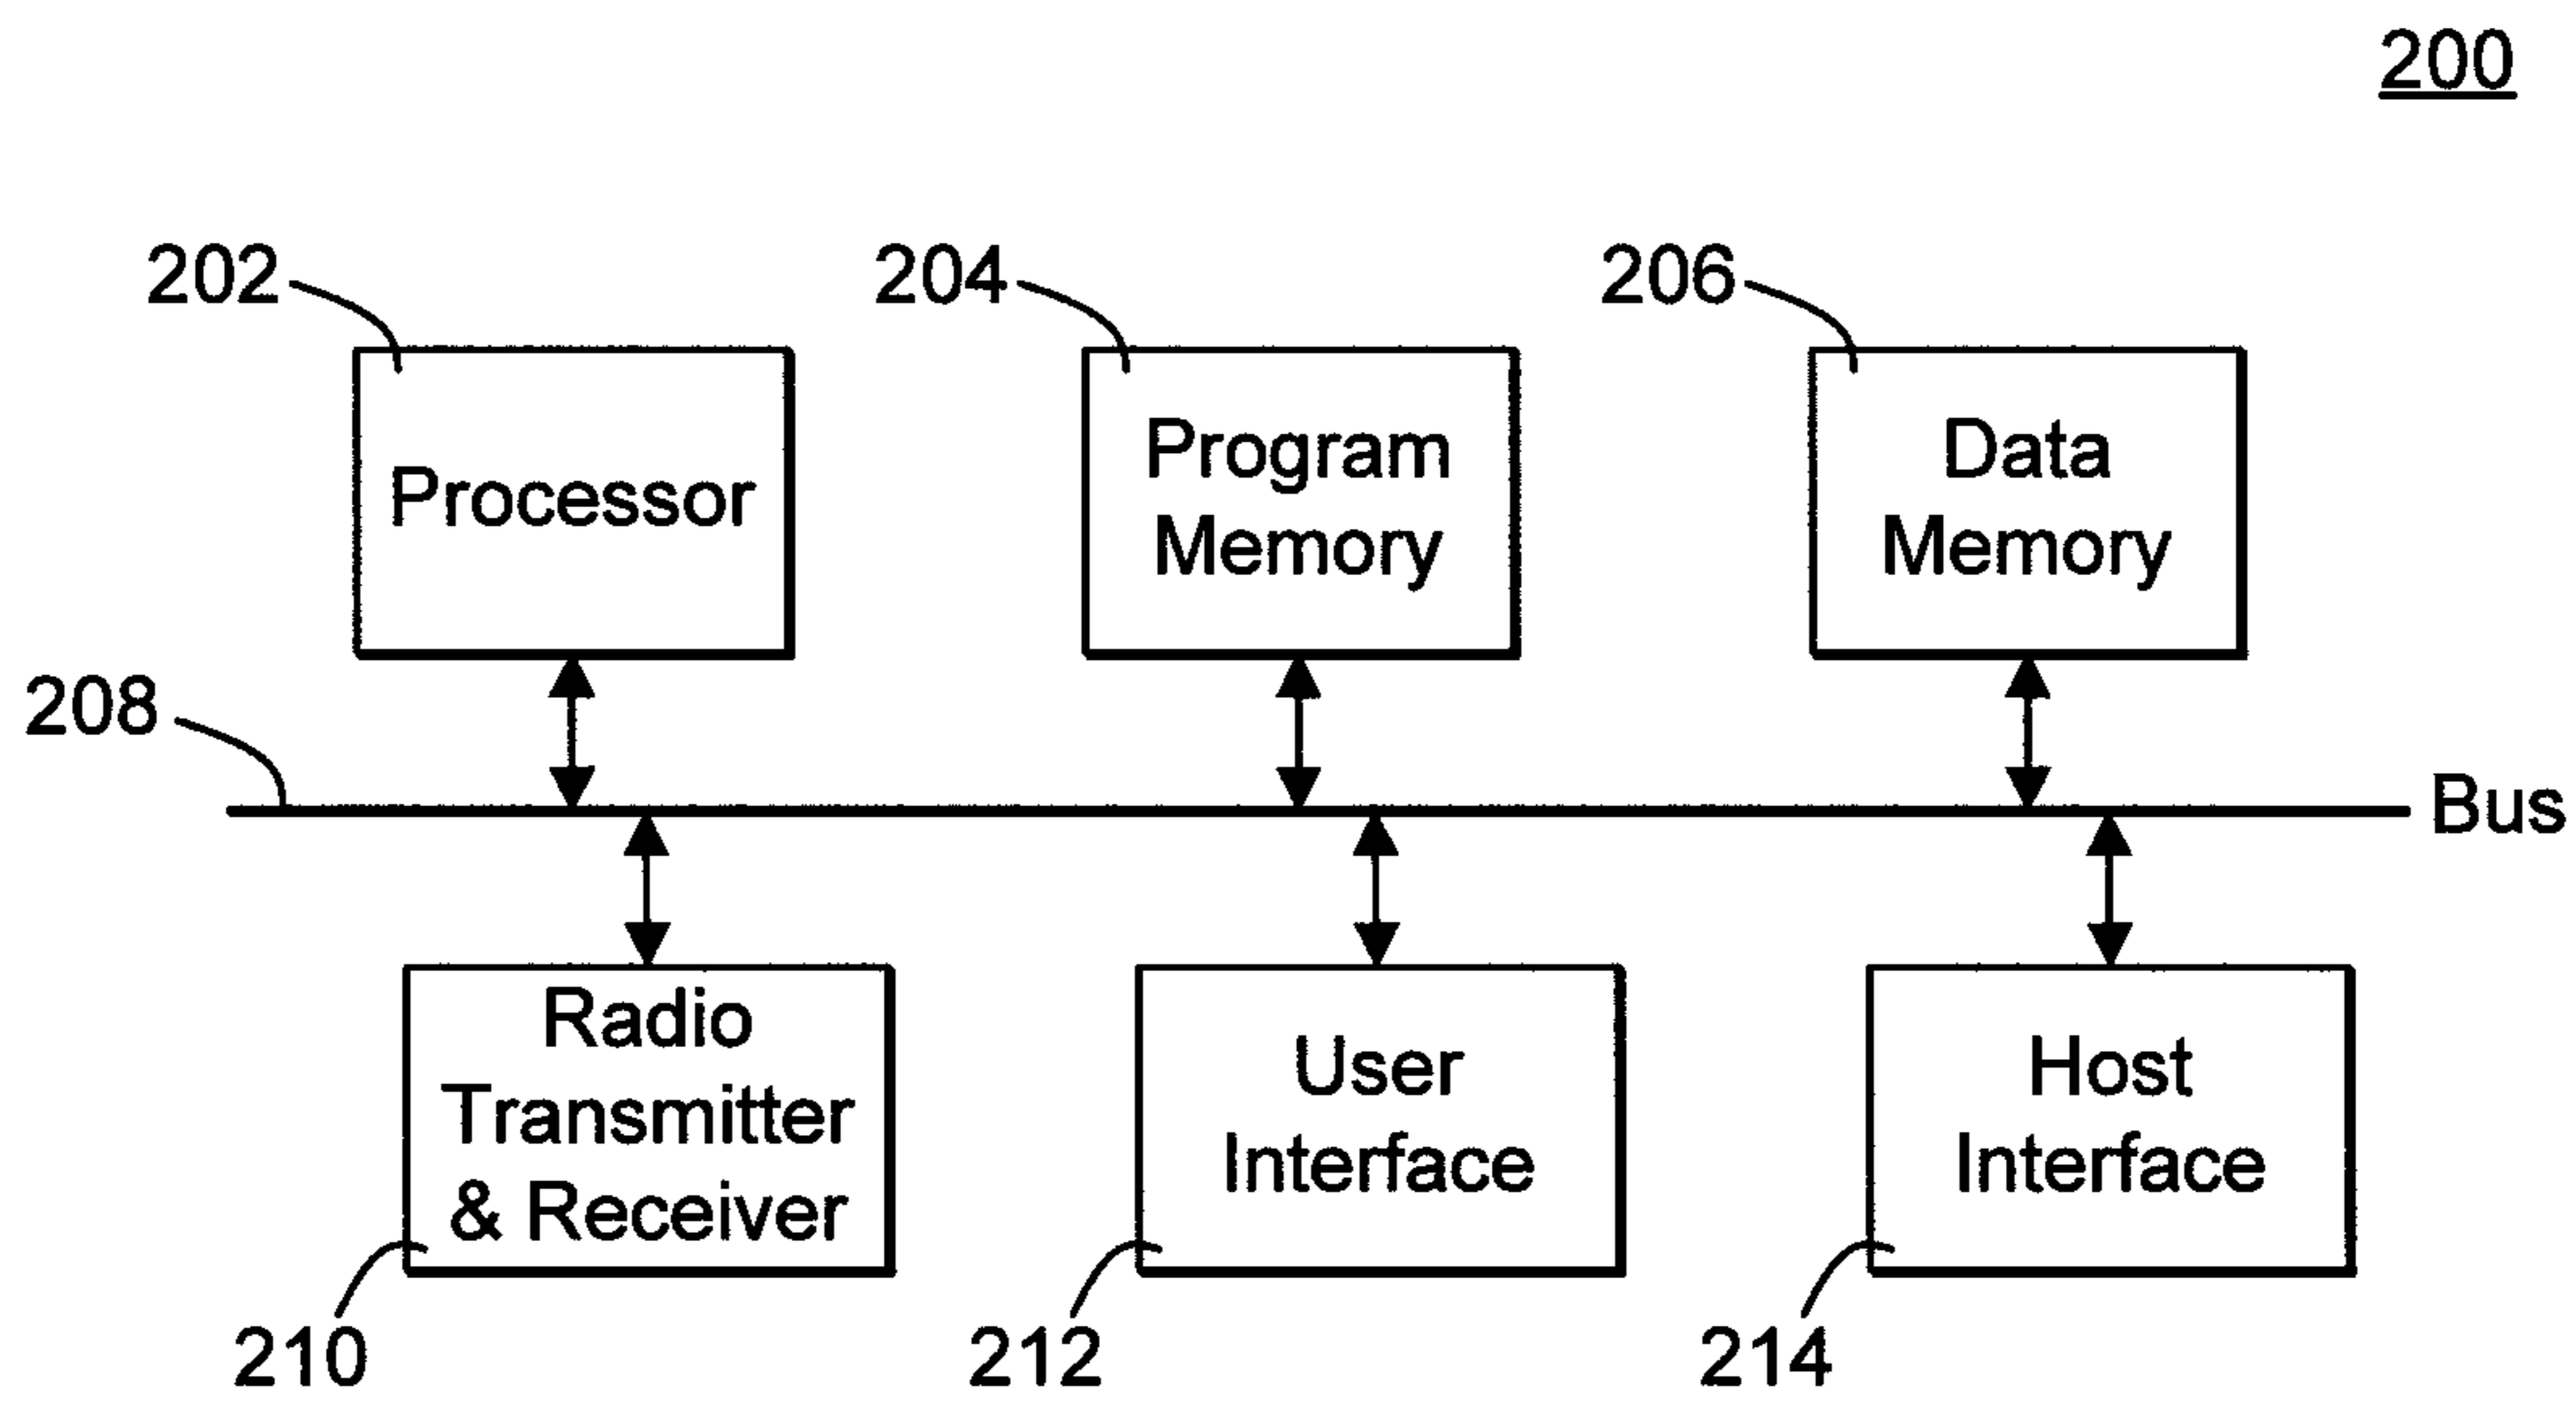 200
202
204
206
Processor
Program
Memory
Data
Memory
208
Bus
Radio
Transmitter
& Receiver
User
Interface
Host
Interface
210
212
214